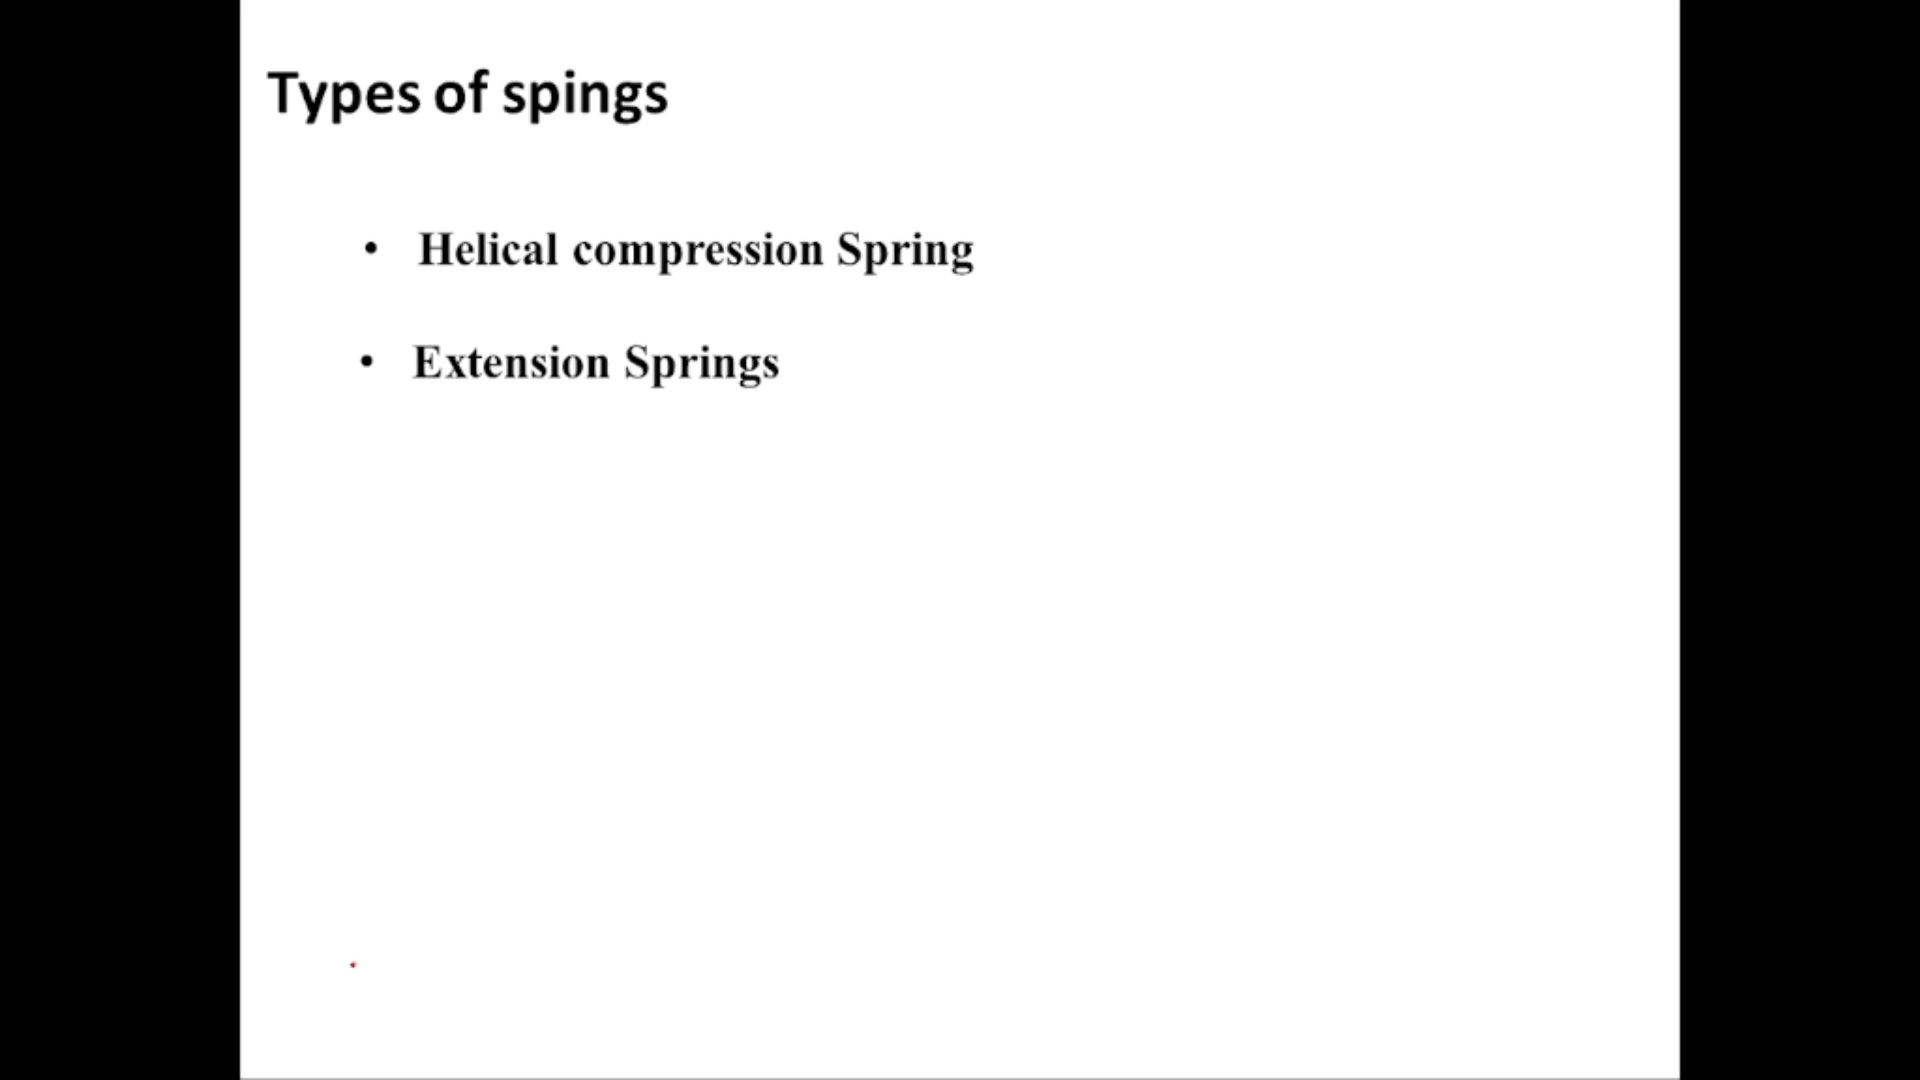 Types of spings
• Helical compression Spring
• Extension Springs